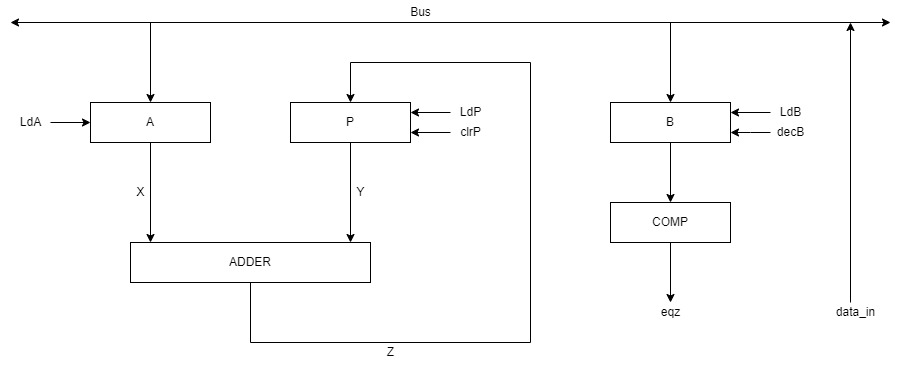 Bus
LdA
A
P
LdP
clrP
B
LdB
decB
X
Y
COMP
ADDER
eqz
data_in
Z